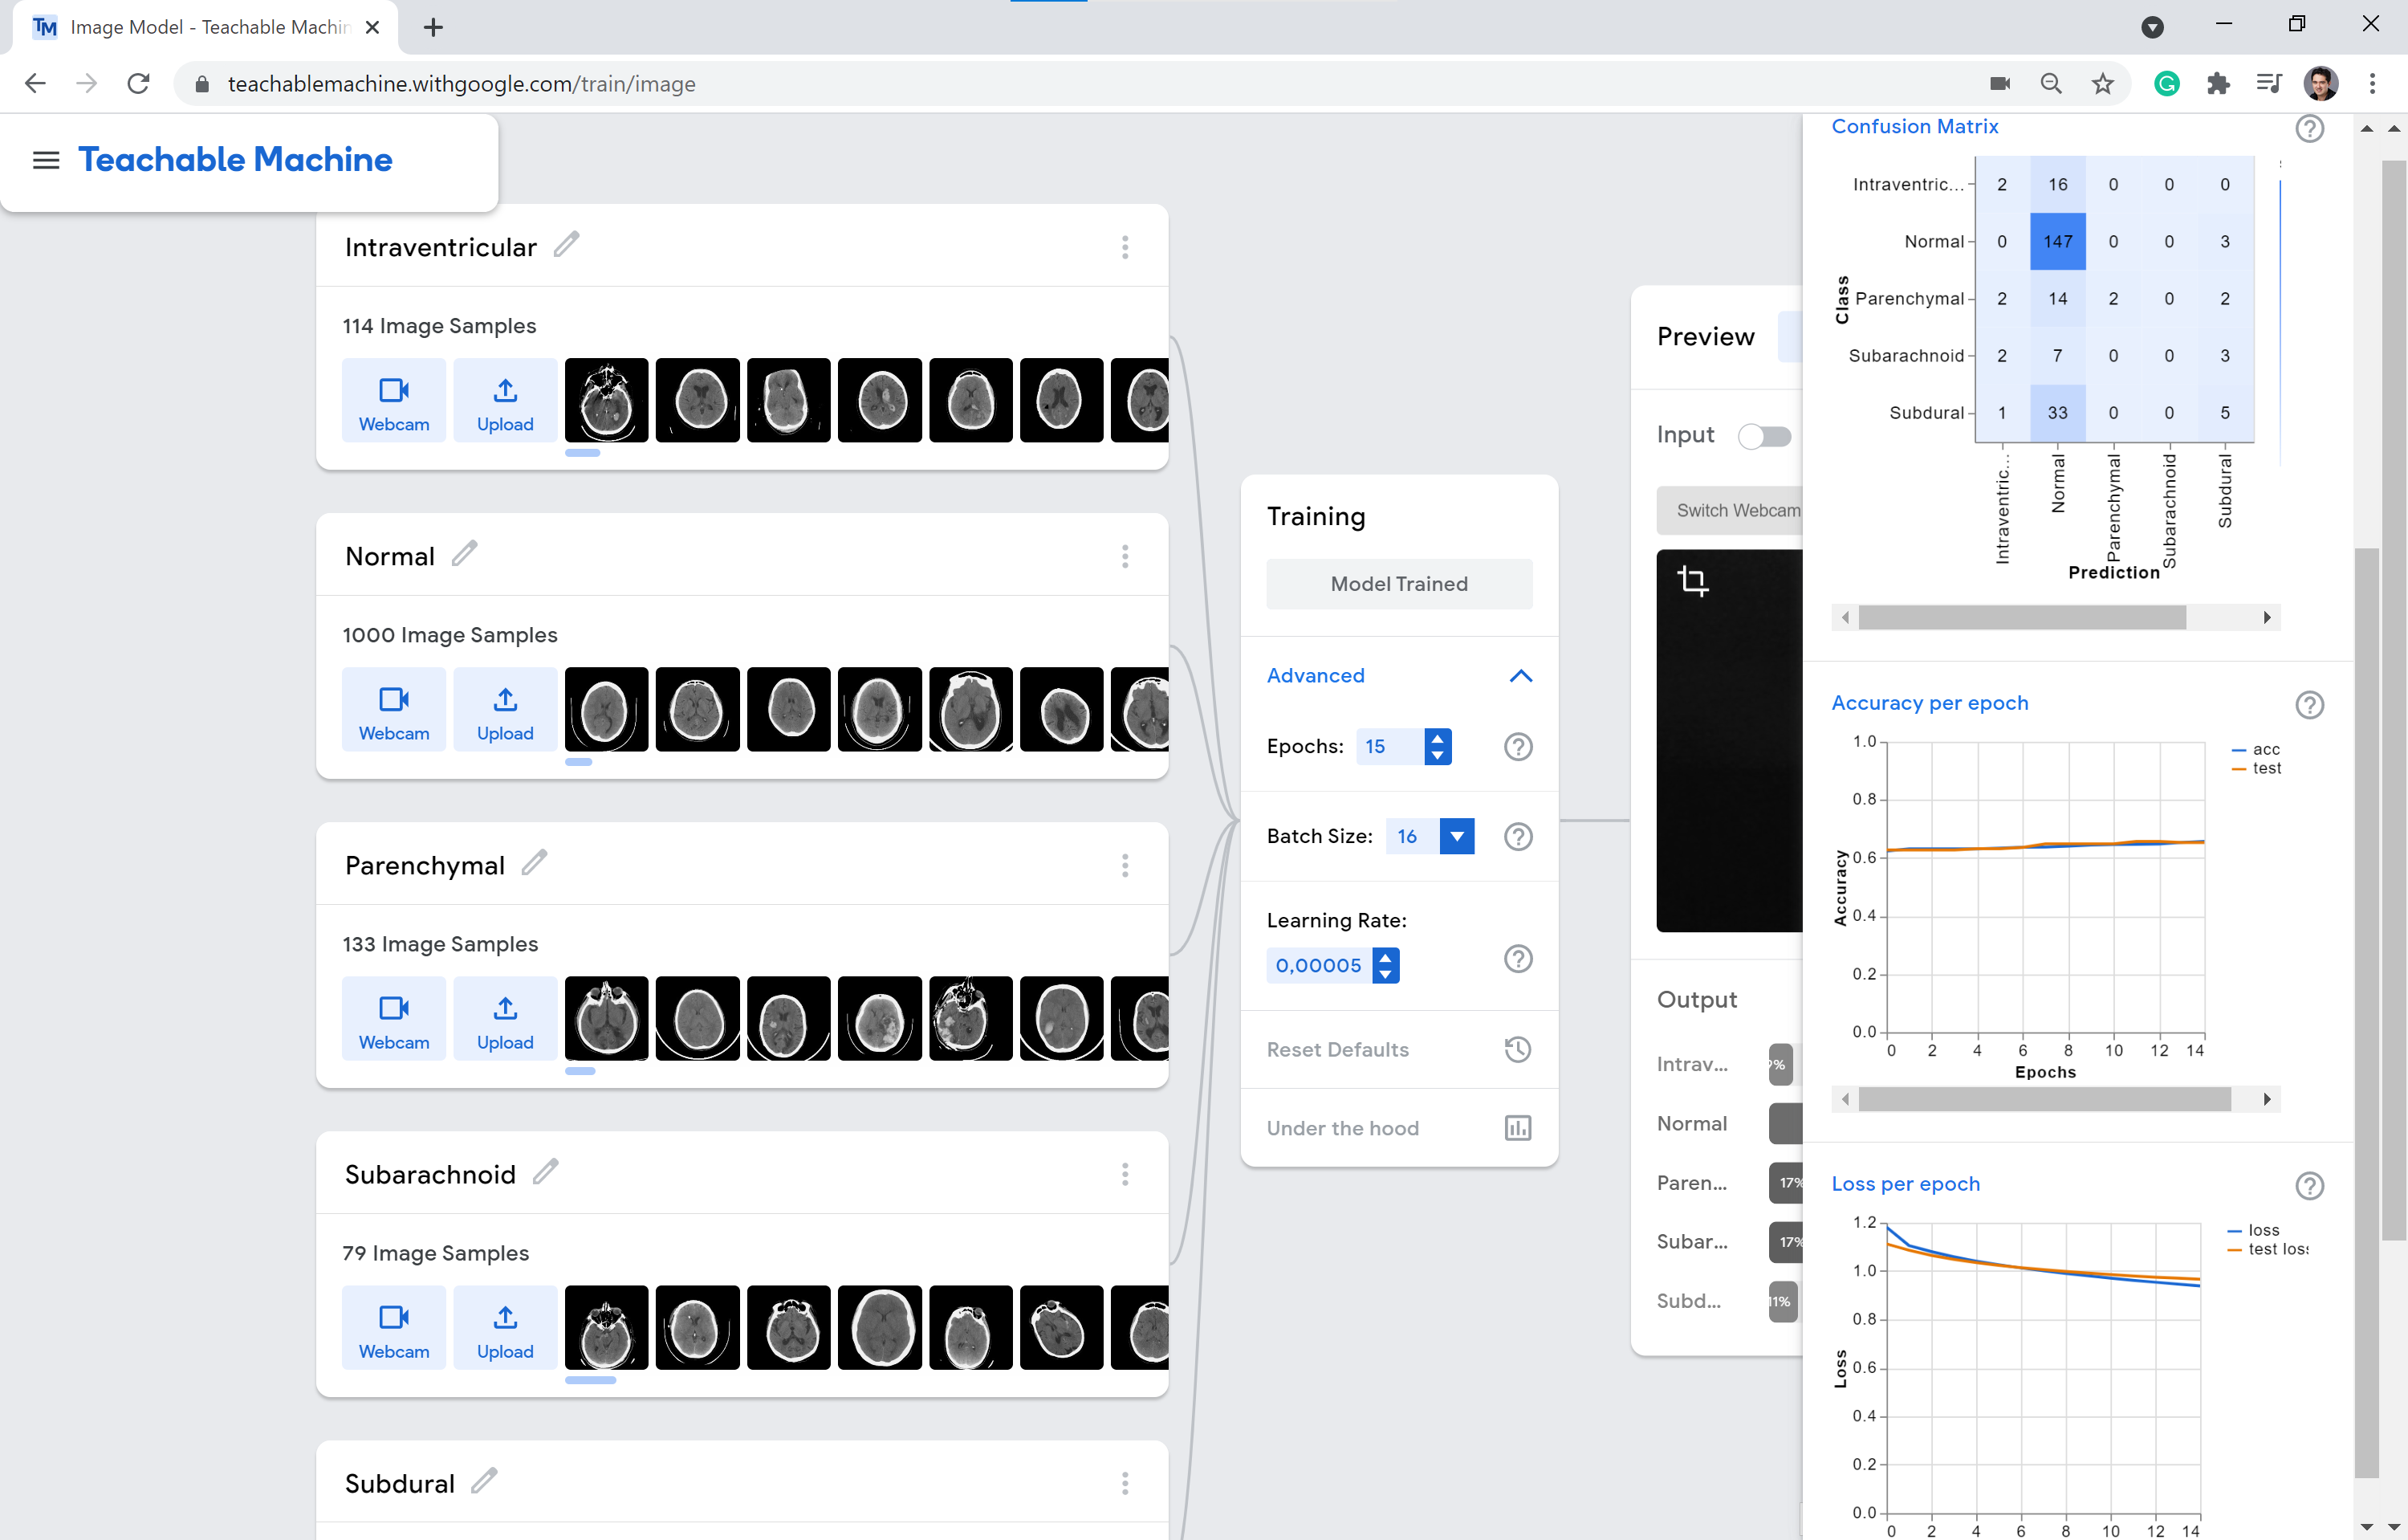 Image Model - Teachable Machin
teachablemachine.withgoogle.com/train/image
Teachable Machine
Intraventricular
114 Image Samples
Webcam
Upload
Normal
1000 Image Samples
Webcam
Upload
Parenchymal
133 Image Samples
Webcam
Upload
Subarachnoid
79 Image Samples
Webcam
Upload
Subdural
Training
Model Trained
Advanced
Epochs: 15
Batch Size: 16
Learning Rate:
0,00005
Reset Defaults
Under the hood
Preview
Input
Switch Webcam
Output
Intrav...
Normal
Paren... 17%
Subar... 17%
Subd... 11%
Confusion Matrix
Class
Intraventric... 2 16 0 0 0
Normal 0 147 0 0 3
Parenchymal 2 14 2 0 2
Subarachnoid 2 7 0 0 3
Subdural 1 33 0 0 5
Intraventric... Normal Parenchymal Subarachnoid Subdural
Prediction
Accuracy per epoch
1.0
0.8
0.6
0.4
0.2
0.0
Accuracy
0 2 4 6 8 10 12 14
Epochs
acc
test
Loss per epoch
1.2
1.0
0.8
0.6
0.4
0.2
0.0
Loss
0 2 4 6 8 10 12 14
loss
test los